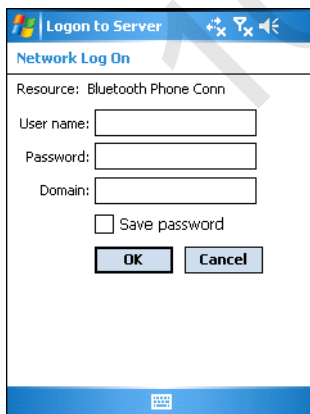 Logon to Server
Network Log On
Resource: Bluetooth Phone Conn
User name:
Password:
Domain:
Save password
OK Cancel